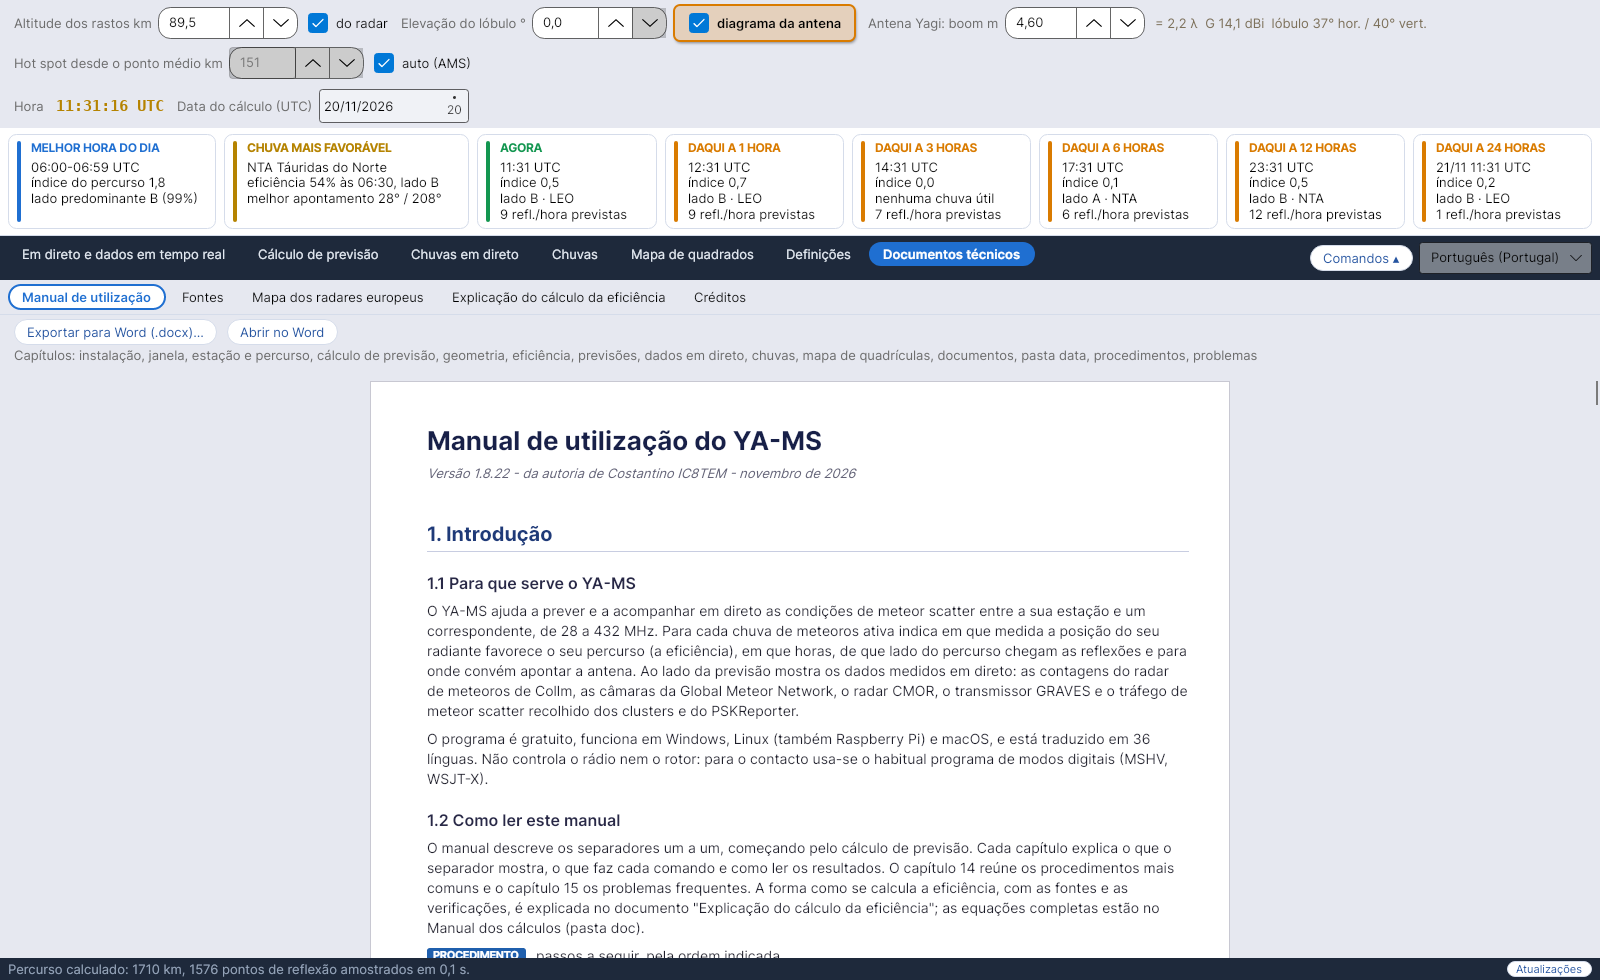 Altitude dos rastos km 89,5 do radar Elevação do lóbulo ° 0,0 diagrama da antena Antena Yagi: boom m 4,60 = 2,2 λ G 14,1 dBi lóbulo 37° hor. / 40° vert.
Hot spot desde o ponto médio km 151 auto (AMS)
Hora 11:31:16 UTC Data do cálculo (UTC) 20/11/2026 20
MELHOR HORA DO DIA
06:00-06:59 UTC
índice do percurso 1,8
lado predominante B (99%)
CHUVA MAIS FAVORÁVEL
NTA Táuridas do Norte
eficiência 54% às 06:30, lado B
melhor apontamento 28° / 208°
AGORA
11:31 UTC
índice 0,5
lado B · LEO
9 refl./hora previstas
DAQUI A 1 HORA
12:31 UTC
índice 0,7
lado B · LEO
9 refl./hora previstas
DAQUI A 3 HORAS
14:31 UTC
índice 0,0
nenhuma chuva útil
7 refl./hora previstas
DAQUI A 6 HORAS
17:31 UTC
índice 0,1
lado A · NTA
6 refl./hora previstas
DAQUI A 12 HORAS
23:31 UTC
índice 0,5
lado B · NTA
12 refl./hora previstas
DAQUI A 24 HORAS
21/11 11:31 UTC
índice 0,2
lado B · LEO
1 refl./hora previstas
Em direto e dados em tempo real Cálculo de previsão Chuvas em direto Chuvas Mapa de quadrados Definições Documentos técnicos Comandos ▴ Português (Portugal)
Manual de utilização Fontes Mapa dos radares europeus Explicação do cálculo da eficiência Créditos
Exportar para Word (.docx)... Abrir no Word
Capítulos: instalação, janela, estação e percurso, cálculo de previsão, geometria, eficiência, previsões, dados em direto, chuvas, mapa de quadrículas, documentos, pasta data, procedimentos, problemas
Manual de utilização do YA-MS
Versão 1.8.22 - da autoria de Costantino IC8TEM - novembro de 2026
1. Introdução
1.1 Para que serve o YA-MS
O YA-MS ajuda a prever e a acompanhar em direto as condições de meteor scatter entre a sua estação e um
correspondente, de 28 a 432 MHz. Para cada chuva de meteoros ativa indica em que medida a posição do seu
radiante favorece o seu percurso (a eficiência), em que horas, de que lado do percurso chegam as reflexões e para
onde convém apontar a antena. Ao lado da previsão mostra os dados medidos em direto: as contagens do radar
de meteoros de Collm, as câmaras da Global Meteor Network, o radar CMOR, o transmissor GRAVES e o tráfego de
meteor scatter recolhido dos clusters e do PSKReporter.
O programa é gratuito, funciona em Windows, Linux (também Raspberry Pi) e macOS, e está traduzido em 36
línguas. Não controla o rádio nem o rotor: para o contacto usa-se o habitual programa de modos digitais (MSHV,
WSJT-X).
1.2 Como ler este manual
O manual descreve os separadores um a um, começando pelo cálculo de previsão. Cada capítulo explica o que o
separador mostra, o que faz cada comando e como ler os resultados. O capítulo 14 reúne os procedimentos mais
comuns e o capítulo 15 os problemas frequentes. A forma como se calcula a eficiência, com as fontes e as
verificações, é explicada no documento "Explicação do cálculo da eficiência"; as equações completas estão no
Manual dos cálculos (pasta doc).
PROCEDIMENTO passos a seguir, pela ordem indicada
Percurso calculado: 1710 km, 1576 pontos de reflexão amostrados em 0,1 s. Atualizações